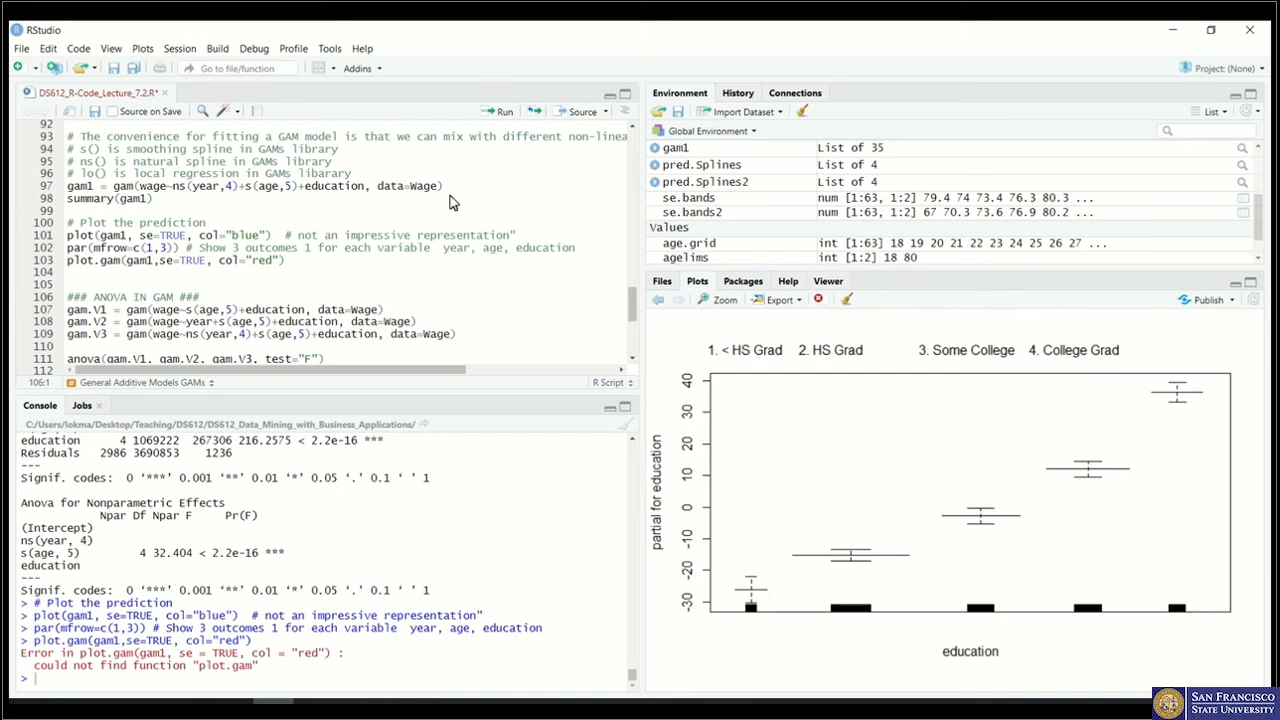 RStudio
File Edit Code View Plots Session Build Debug Profile Tools Help
Go to file/function Addins Project: (None)
DS612_R-Code_Lecture_7.2.R*
Source on Save Run Source
92
93 # The convenience for fitting a GAM model is that we can mix with different non-linea
94 # s() is smoothing spline in GAMs library
95 # ns() is natural spline in GAMs library
96 # lo() is local regression in GAMs libarary
97 gam1 = gam(wage~ns(year,4)+s(age,5)+education, data=Wage)
98 summary(gam1)
99
100 # Plot the prediction
101 plot(gam1, se=TRUE, col="blue") # not an impressive representation"
102 par(mfrow=c(1,3)) # Show 3 outcomes 1 for each variable year, age, education
103 plot.gam(gam1,se=TRUE, col="red")
104
105
106 ### ANOVA IN GAM ###
107 gam.V1 = gam(wage~s(age,5)+education, data=Wage)
108 gam.V2 = gam(wage~year+s(age,5)+education, data=Wage)
109 gam.V3 = gam(wage~ns(year,4)+s(age,5)+education, data=Wage)
110
111 anova(gam.V1, gam.V2, gam.V3, test="F")
112
106:1 General Additive Models GAMs R Script
Console Jobs
C:/Users/lokma/Desktop/Teaching/DS612/DS612_Data_Mining_with_Business_Applications/
education 4 1069222 267306 216.2575 < 2.2e-16 ***
Residuals 2986 3690853 1236
---
Signif. codes: 0 ‘***’ 0.001 ‘**’ 0.01 ‘*’ 0.05 ‘.’ 0.1 ‘ ’ 1
Anova for Nonparametric Effects
Npar Df Npar F Pr(F)
(Intercept)
ns(year, 4)
s(age, 5) 4 32.404 < 2.2e-16 ***
education
---
Signif. codes: 0 ‘***’ 0.001 ‘**’ 0.01 ‘*’ 0.05 ‘.’ 0.1 ‘ ’ 1
> # Plot the prediction
> plot(gam1, se=TRUE, col="blue") # not an impressive representation"
> par(mfrow=c(1,3)) # Show 3 outcomes 1 for each variable year, age, education
> plot.gam(gam1,se=TRUE, col="red")
Error in plot.gam(gam1, se = TRUE, col = "red") :
could not find function "plot.gam"
>
Environment History Connections
Import Dataset List
Global Environment
gam1 List of 35
pred.Splines List of 4
pred.Splines2 List of 4
se.bands num [1:63, 1:2] 79.4 74 73.4 76.3 80.3 ...
se.bands2 num [1:63, 1:2] 67 70.3 73.6 76.9 80.2 ...
Values
age.grid int [1:63] 18 19 20 21 22 23 24 25 26 27 ...
agelims int [1:2] 18 80
Files Plots Packages Help Viewer
Zoom Export Publish
1. < HS Grad 2. HS Grad 3. Some College 4. College Grad
partial for education
40
30
20
10
0
-10
-20
-30
education
SAN FRANCISCO
STATE UNIVERSITY